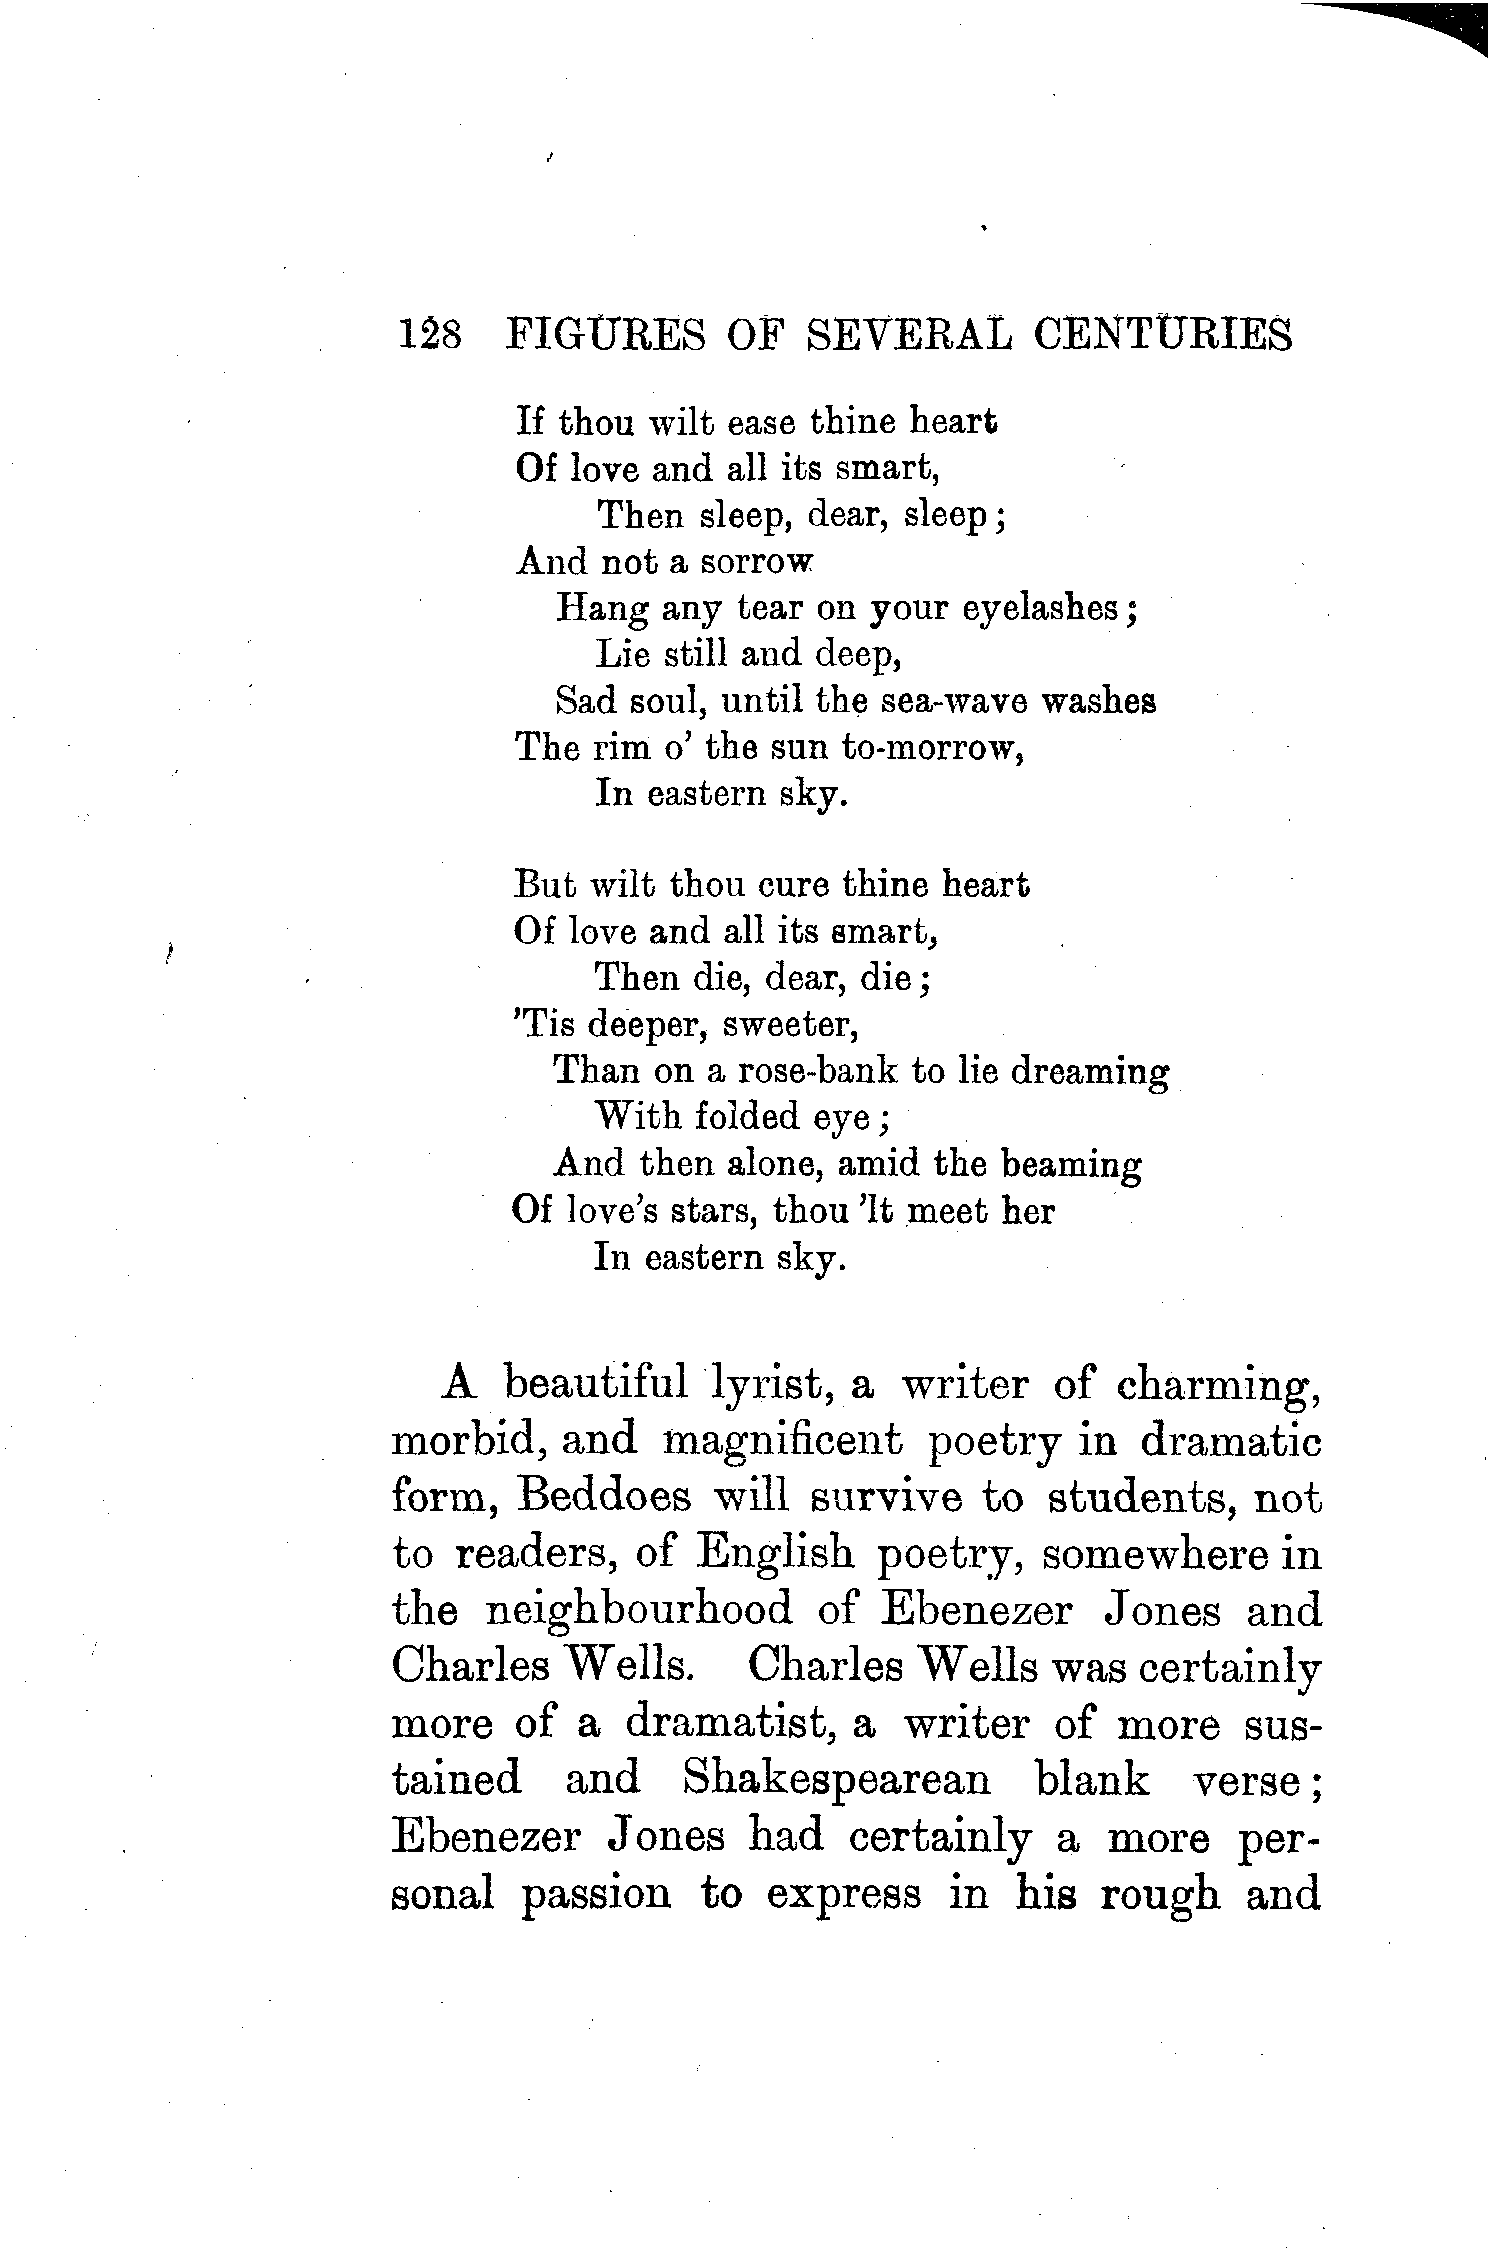 128 FIGURES OF SEVERAL CENTURIES
If thou wilt ease thine heart
Of love and all its smart,
Then sleep, dear, sleep;
And not a sorrow
Hang any tear on your eyelashes;
Lie still and deep,
Sad soul, until the sea-wave washes
The rim o' the sun to-morrow,
In eastern sky.
But wilt thou cure thine heart
Of love and all its smart,
Then die, dear, die;
'Tis deeper, sweeter,
Than on a rose-bank to lie dreaming
With folded eye;
And then alone, amid the beaming
Of love's stars, thou 'lt meet her
In eastern sky.
A beautiful lyrist, a writer of charming,
morbid, and magnificent poetry in dramatic
form, Beddoes will survive to students, not
to readers, of English poetry, somewhere in
the neighbourhood of Ebenezer Jones and
Charles Wells. Charles Wells was certainly
more of a dramatist, a writer of more sus-
tained and Shakespearean blank verse;
Ebenezer Jones had certainly a more per-
sonal passion to express in his rough and